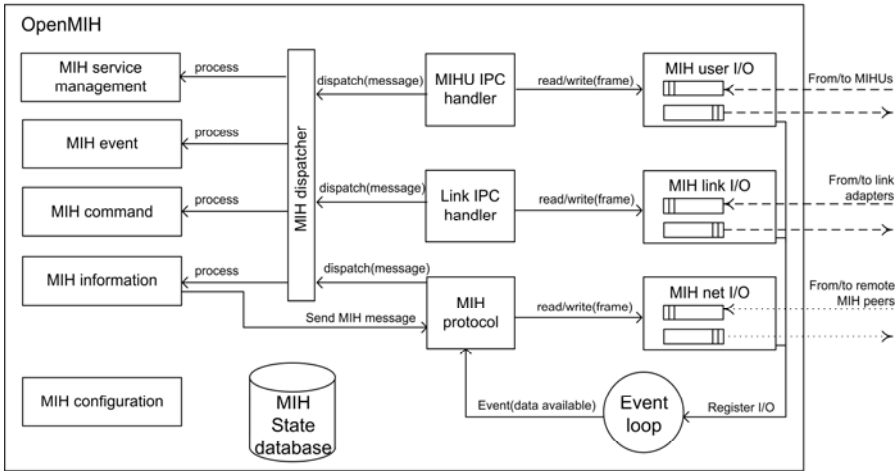 OpenMIH
MIH service
management
process
MIH event
process
MIH command
process
MIH information
process
MIH dispatcher
dispatch(message)
MIHU IPC
handler
read/write(frame)
MIH user I/O
From/to MIHUs
dispatch(message)
Link IPC
handler
read/write(frame)
MIH link I/O
From/to link
adapters
dispatch(message)
MIH
protocol
Send MIH message
read/write(frame)
MIH net I/O
From/to remote
MIH peers
MIH configuration
MIH
State
database
Event(data available)
Event
loop
Register I/O